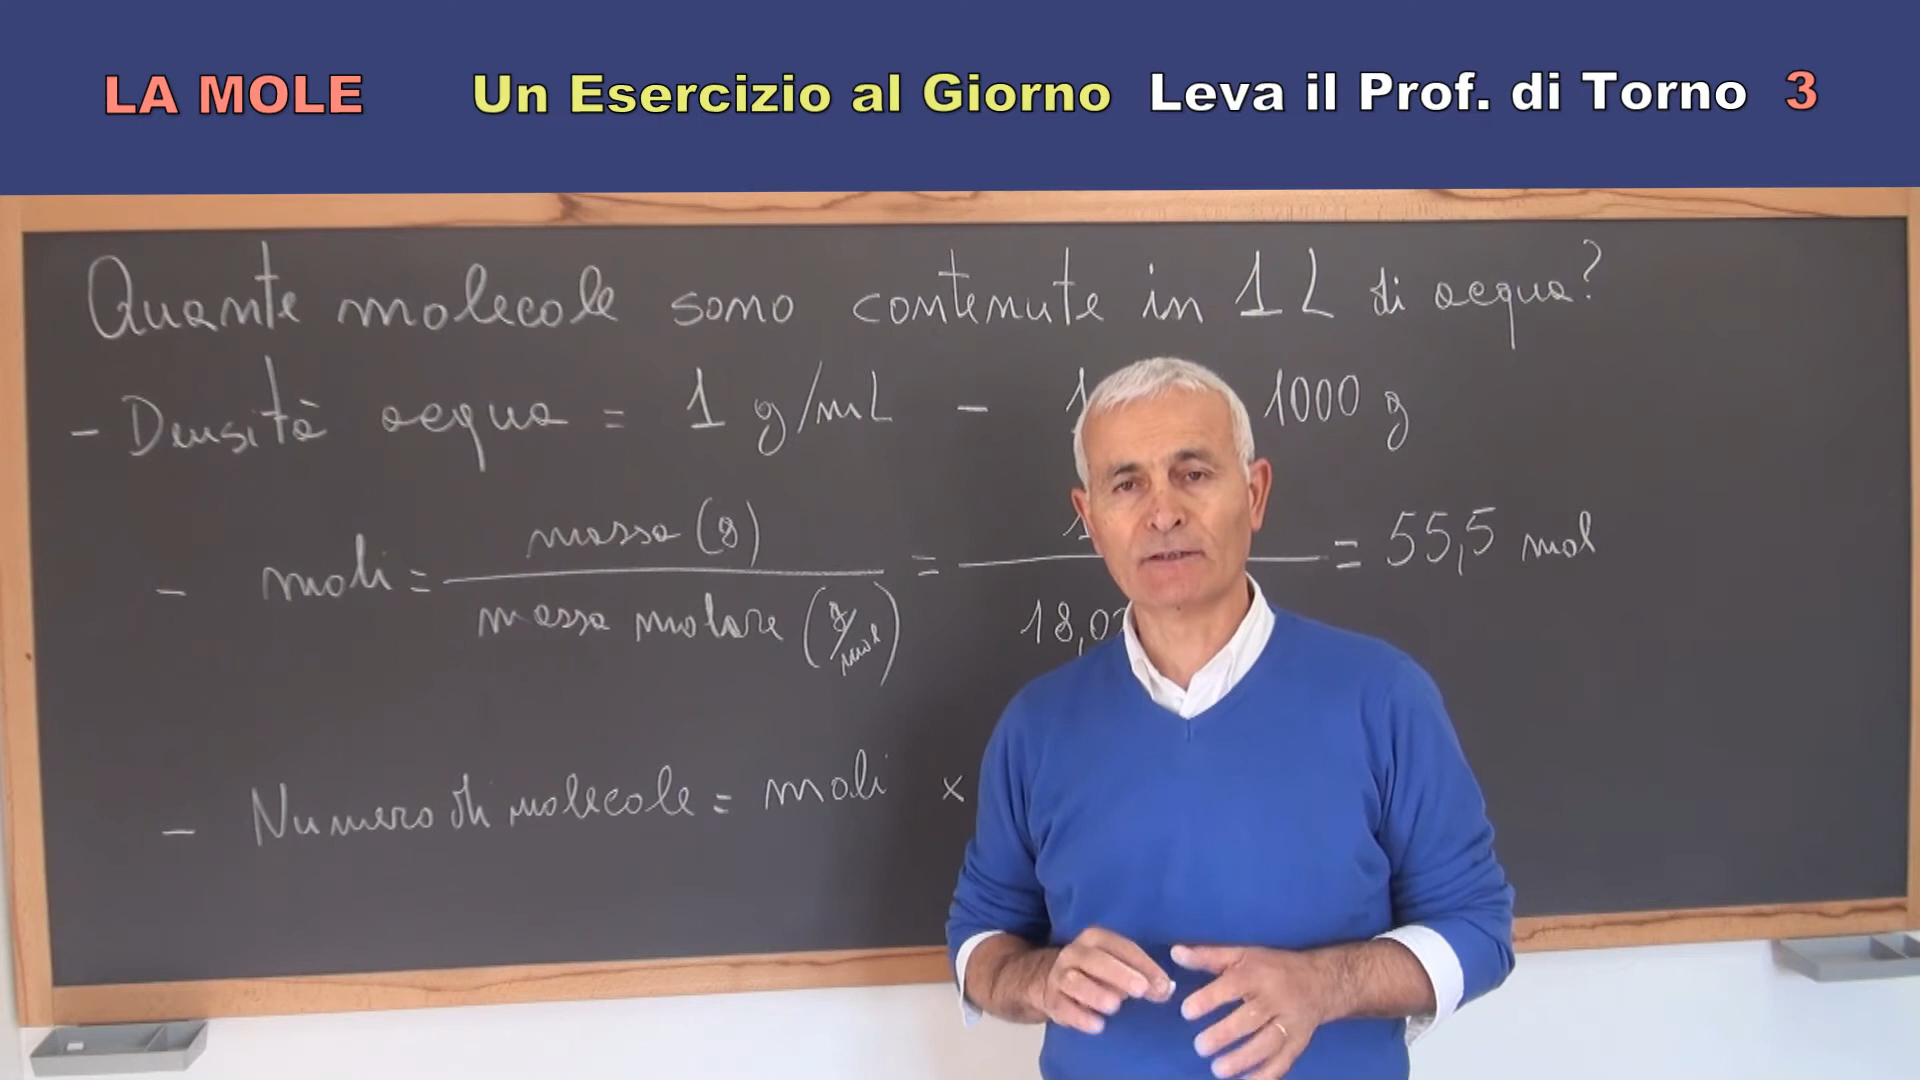 LA MOLE Un Esercizio al Giorno Leva il Prof. di Torno 3
Quante molecole sono contenute in 1 L di acqua?
- Densità acqua = 1 g/mL - 1000 g
- moli = massa (g) / massa molare (g/mol) = 18,0 = 55,5 mol
- Numero di molecole = moli ×